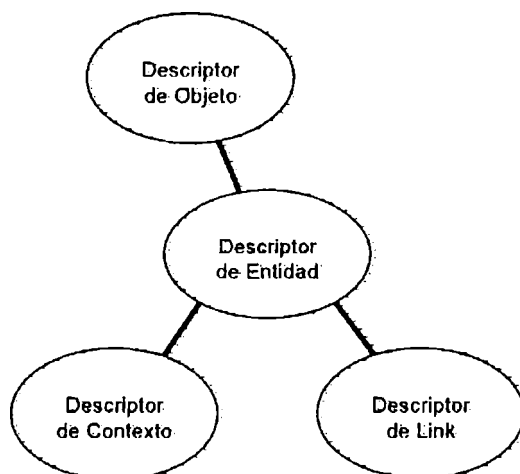 Descriptor
de Objeto
Descriptor
de Entidad
Descriptor
de Contexto
Descriptor
de Link